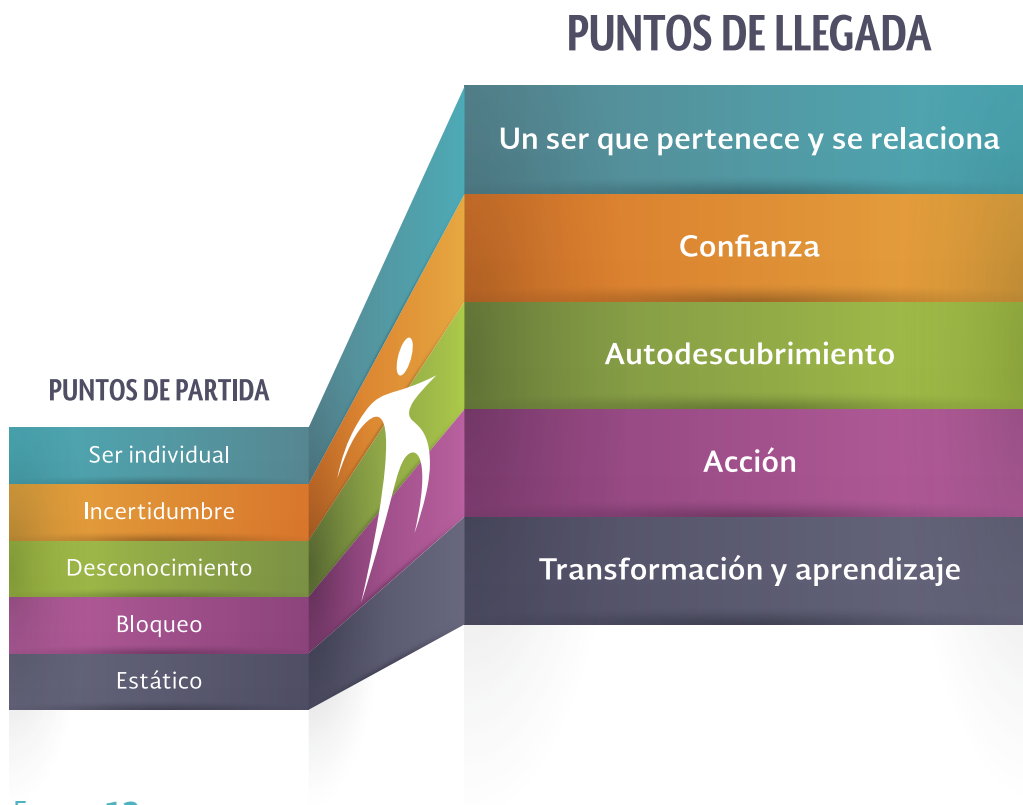 PUNTOS DE LLEGADA
Un ser que pertenece y se relaciona
Confianza
Autodescubrimiento
Acción
Transformación y aprendizaje
PUNTOS DE PARTIDA
Ser individual
Incertidumbre
Desconocimiento
Bloqueo
Estático